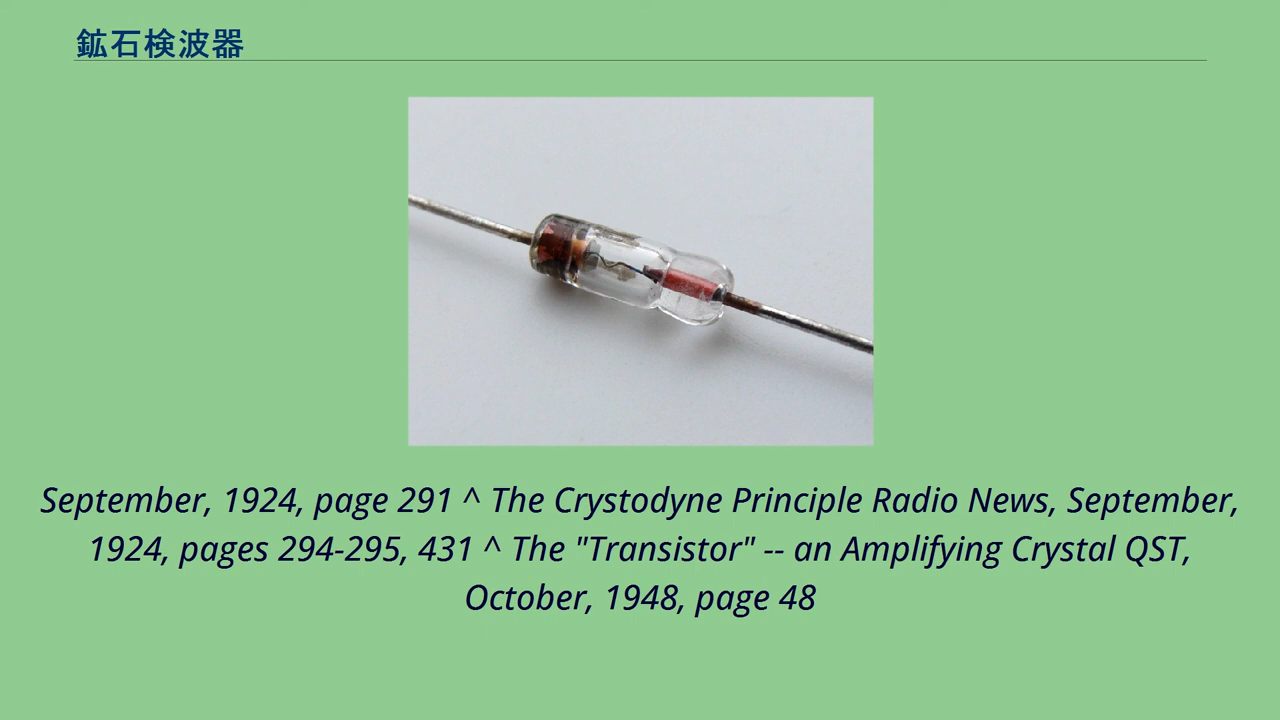 鉱石検波器
September, 1924, page 291 ^ The Crystodyne Principle Radio News, September,
1924, pages 294-295, 431 ^ The "Transistor" -- an Amplifying Crystal QST,
October, 1948, page 48